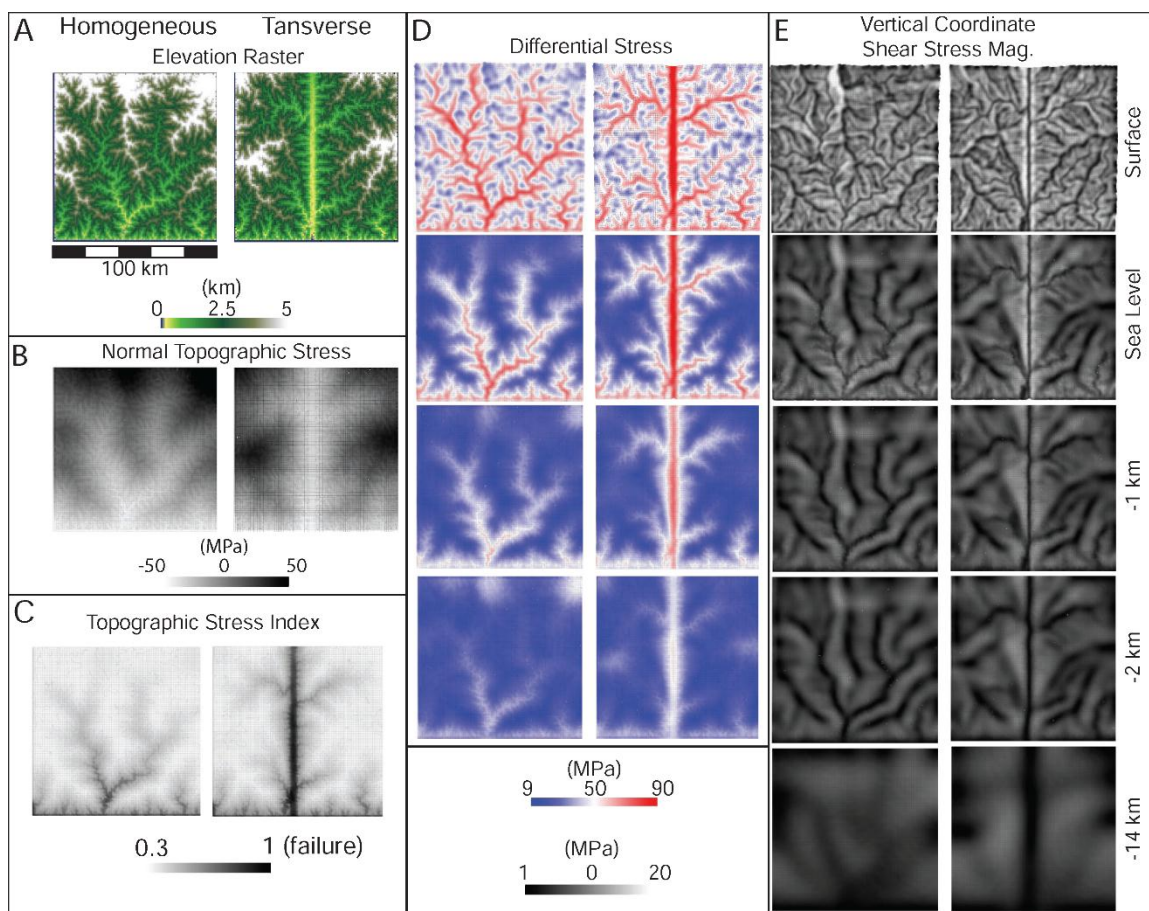 A
Homogeneous Tansverse
Elevation Raster
100 km
(km)
0 2.5 5
B
Normal Topographic Stress
(MPa)
-50 0 50
C
Topographic Stress Index
0.3 1 (failure)
D
Differential Stress
(MPa)
9 50 90
(MPa)
1 0 20
E
Vertical Coordinate
Shear Stress Mag.
Surface
Sea Level
-1 km
-2 km
-14 km